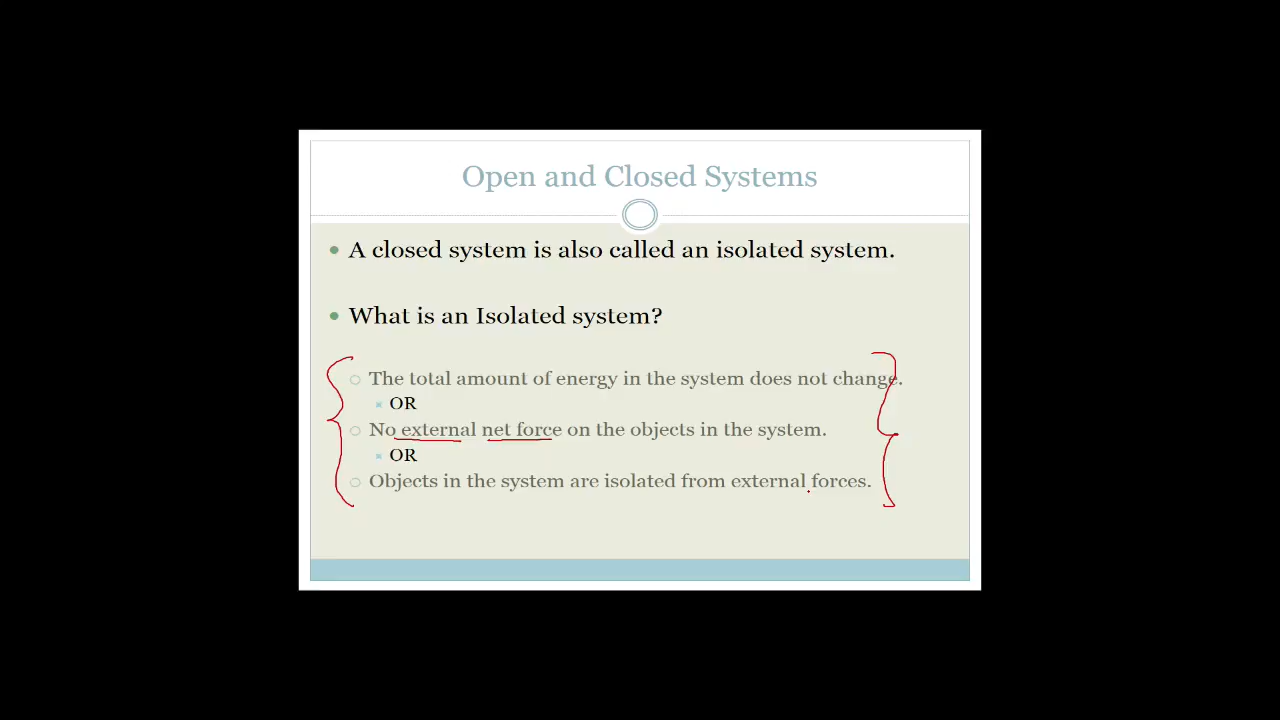 Open and Closed Systems
A closed system is also called an isolated system.
What is an Isolated system?
The total amount of energy in the system does not change.
OR
No external net force on the objects in the system.
OR
Objects in the system are isolated from external forces.